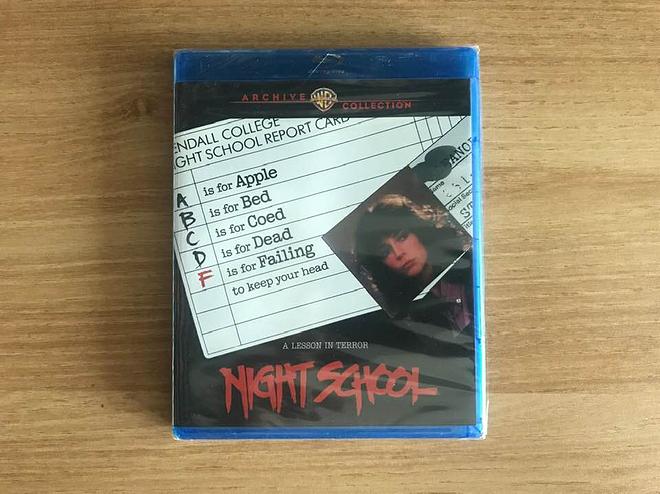 ARCHIVE WB COLLECTION
ENDALL COLLEGE
GHT SCHOOL REPORT CARD
A is for Apple
B is for Bed
C is for Coed
D is for Dead
F is for Failing
to keep your head
A LESSON IN TERROR
NIGHT SCHOOL